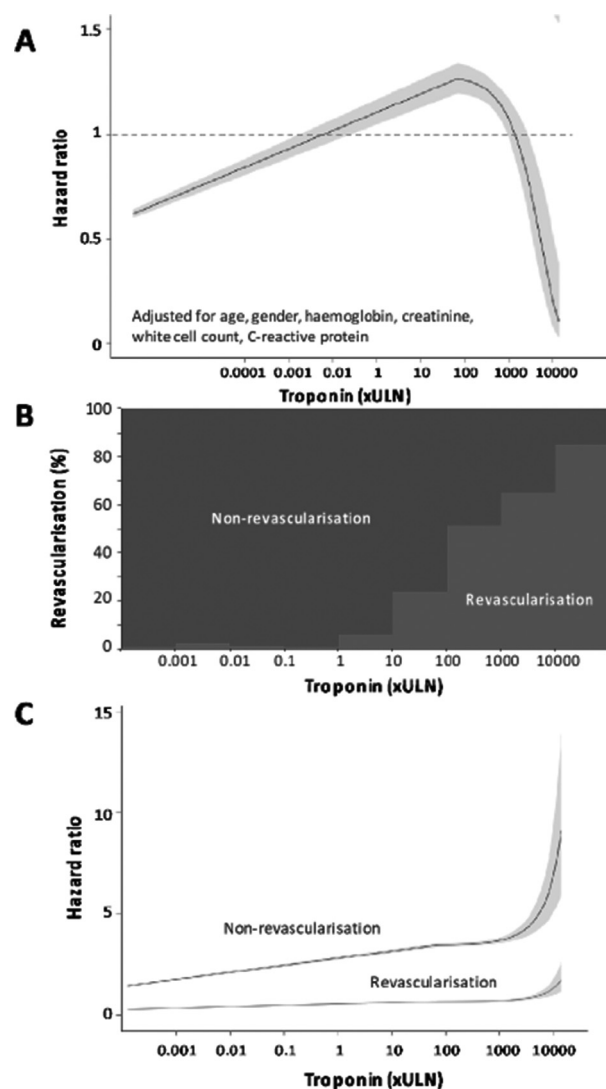 A
1.5
1
0.5
0
Hazard ratio
Adjusted for age, gender, haemoglobin, creatinine,
white cell count, C-reactive protein
0.0001 0.001 0.01 0.1 1 10 100 1000 10000
Troponin (xULN)
B
100
80
60
40
20
0
Revascularisation (%)
Non-revascularisation
Revascularisation
0.001 0.01 0.1 1 10 100 1000 10000
Troponin (xULN)
C
15
10
5
0
Hazard ratio
Non-revascularisation
Revascularisation
0.001 0.01 0.1 1 10 100 1000 10000
Troponin (xULN)